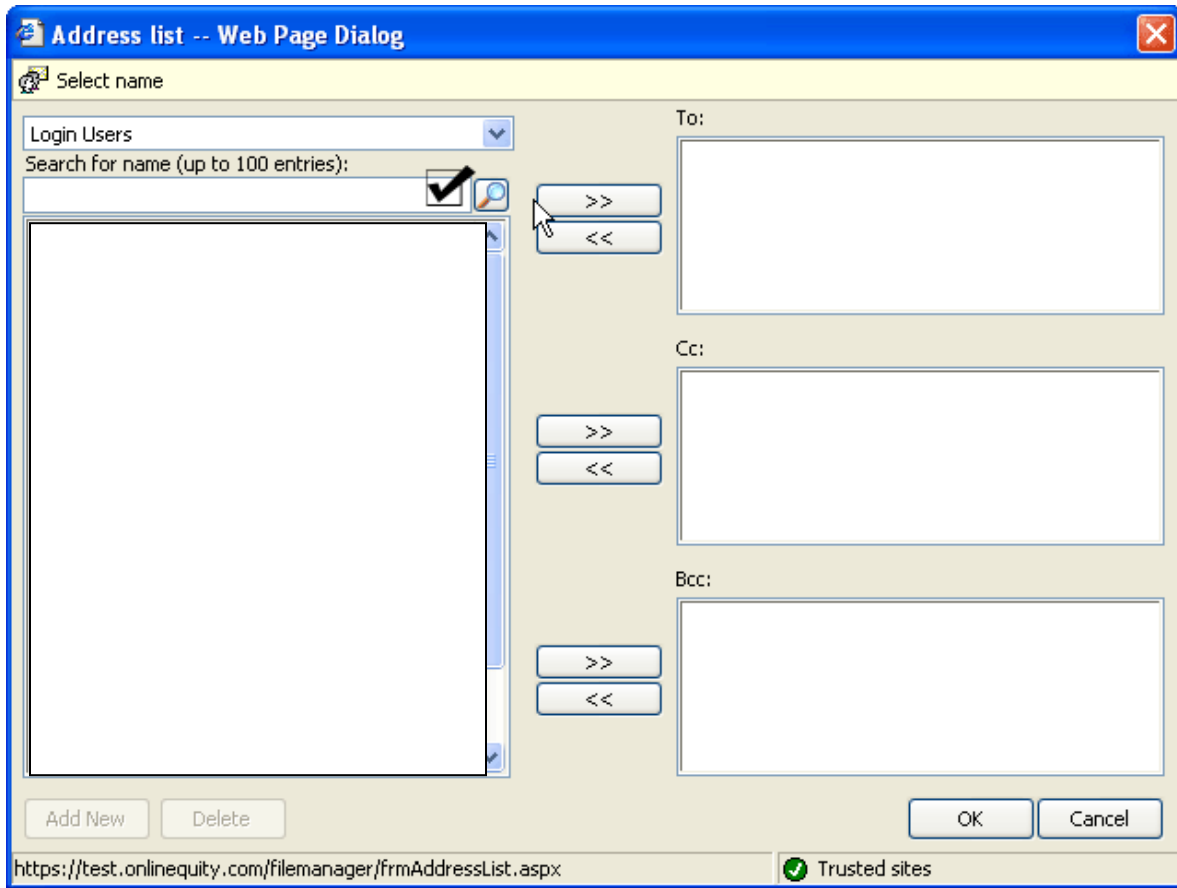 Address list -- Web Page Dialog
Select name
Login Users
Search for name (up to 100 entries):
To:
>>
<<
Cc:
>>
<<
Bcc:
>>
<<
Add New
Delete
OK
Cancel
https://test.onlinequity.com/filemanager/frmAddressList.aspx
Trusted sites